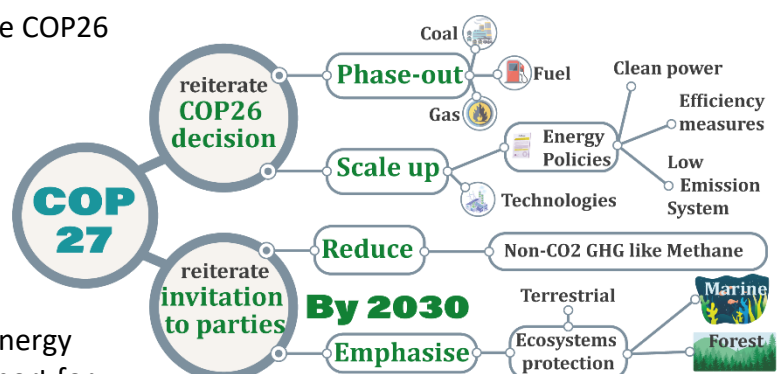 e COP26
COP
27
reiterate
COP26
decision
Phase-out
Coal
Fuel
Gas
Scale up
Energy
Policies
Clean power
Efficiency
measures
Low
Emission
System
Technologies
reiterate
invitation
to parties
Reduce
Non-CO2 GHG like Methane
By 2030
Emphasise
Terrestrial
Ecosystems
protection
Marine
Forest
nergy